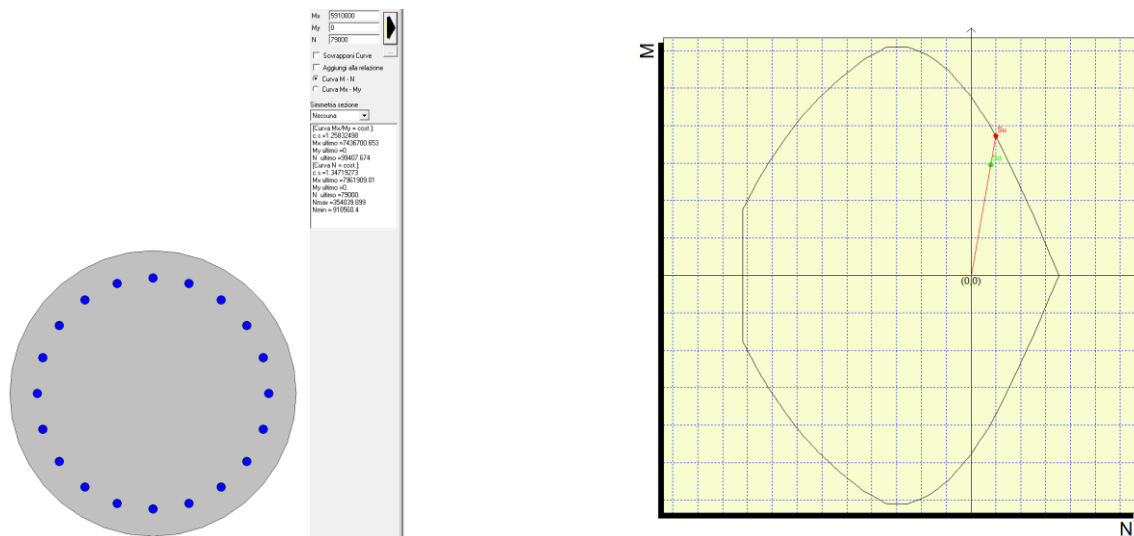 Mx 5910000
My 0
N 79000
...
Sovrapponi Curve
Aggiungi alla relazione
Curva M - N
Curva Mx - My
Simmetria sezione
Nessuna
[Curva Mx/My = cost.]:
c.s.=1.25832498
Mx ultimo =7436700.653
My ultimo =0.
N ultimo =99407.674
[Curva N = cost.]:
c.s.=1.34719273
Mx ultimo =7961909.01
My ultimo =0.
N ultimo =79000.
Nmax =354039.899
Nmin =-918560.4
M
Su
Sd
(0,0)
N